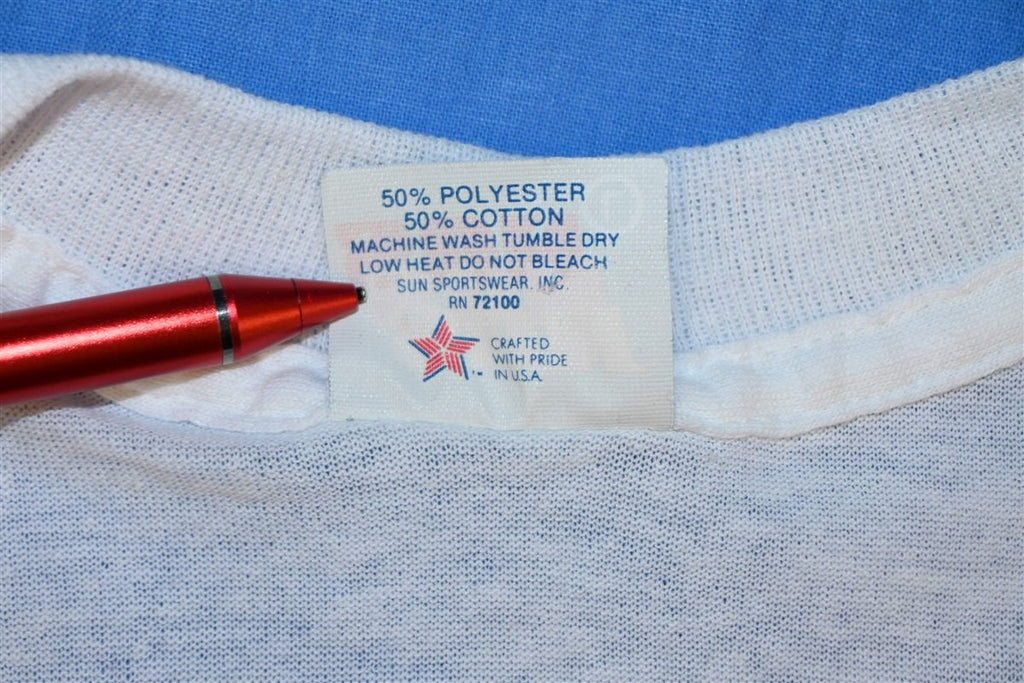 50% POLYESTER
50% COTTON
MACHINE WASH TUMBLE DRY
LOW HEAT DO NOT BLEACH
SUN SPORTSWEAR, INC.
RN 72100
CRAFTED
WITH PRIDE
IN U.S.A.
™